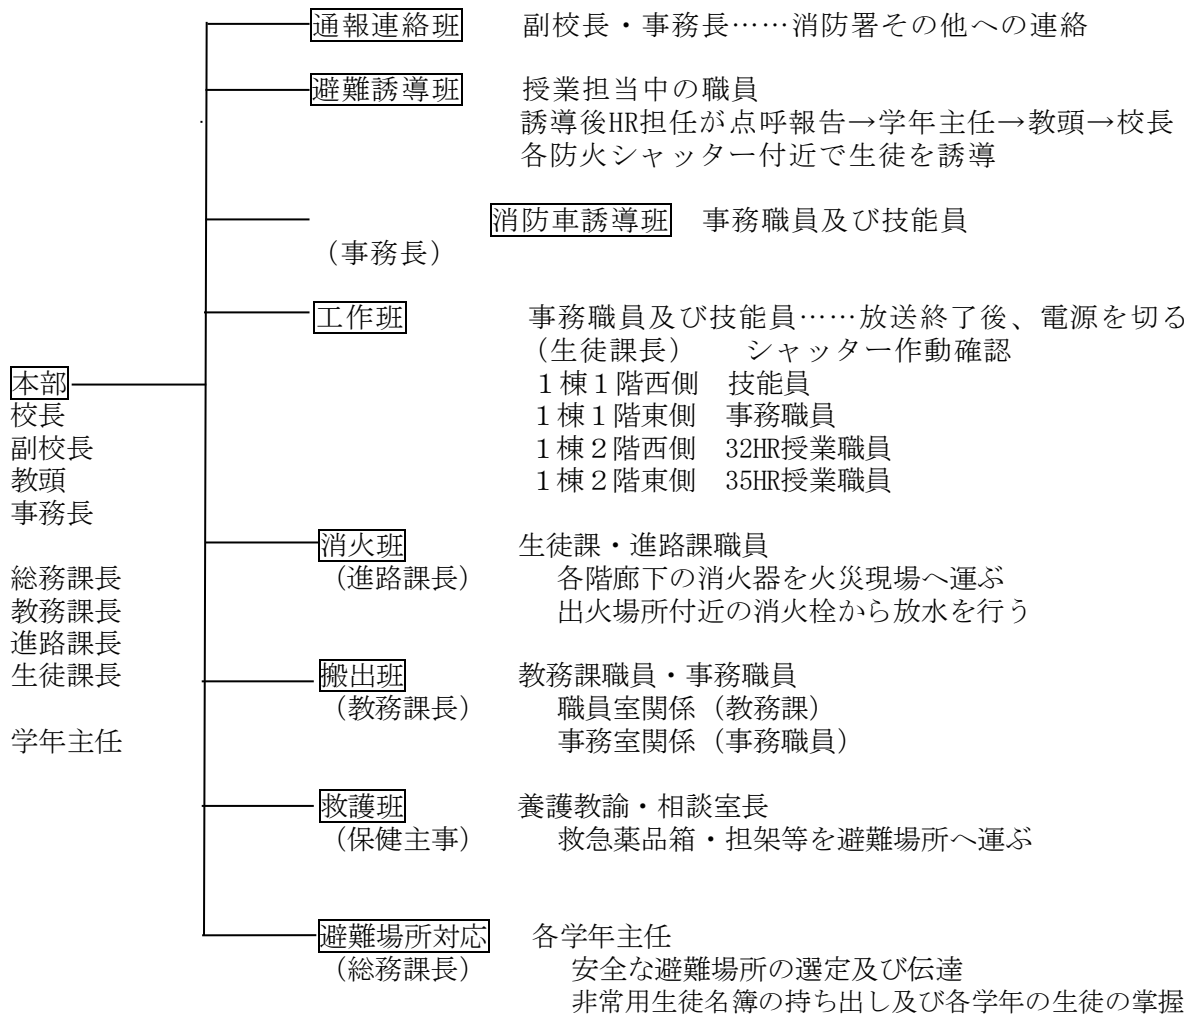 通報連絡班 副校長・事務長……消防署その他への連絡
避難誘導班 授業担当中の職員
誘導後HR担任が点呼報告→学年主任→教頭→校長
各防火シャッター付近で生徒を誘導
消防車誘導班 事務職員及び技能員
（事務長）
工作班 事務職員及び技能員……放送終了後、電源を切る
（生徒課長） シャッター作動確認
１棟１階西側 技能員
１棟１階東側 事務職員
１棟２階西側 32HR授業職員
１棟２階東側 35HR授業職員
本部
校長
副校長
教頭
事務長
総務課長
教務課長
進路課長
生徒課長
学年主任
消火班 生徒課・進路課職員
（進路課長） 各階廊下の消火器を火災現場へ運ぶ
出火場所付近の消火栓から放水を行う
搬出班 教務課職員・事務職員
（教務課長） 職員室関係（教務課）
事務室関係（事務職員）
救護班 養護教諭・相談室長
（保健主事） 救急薬品箱・担架等を避難場所へ運ぶ
避難場所対応 各学年主任
（総務課長） 安全な避難場所の選定及び伝達
非常用生徒名簿の持ち出し及び各学年の生徒の掌握